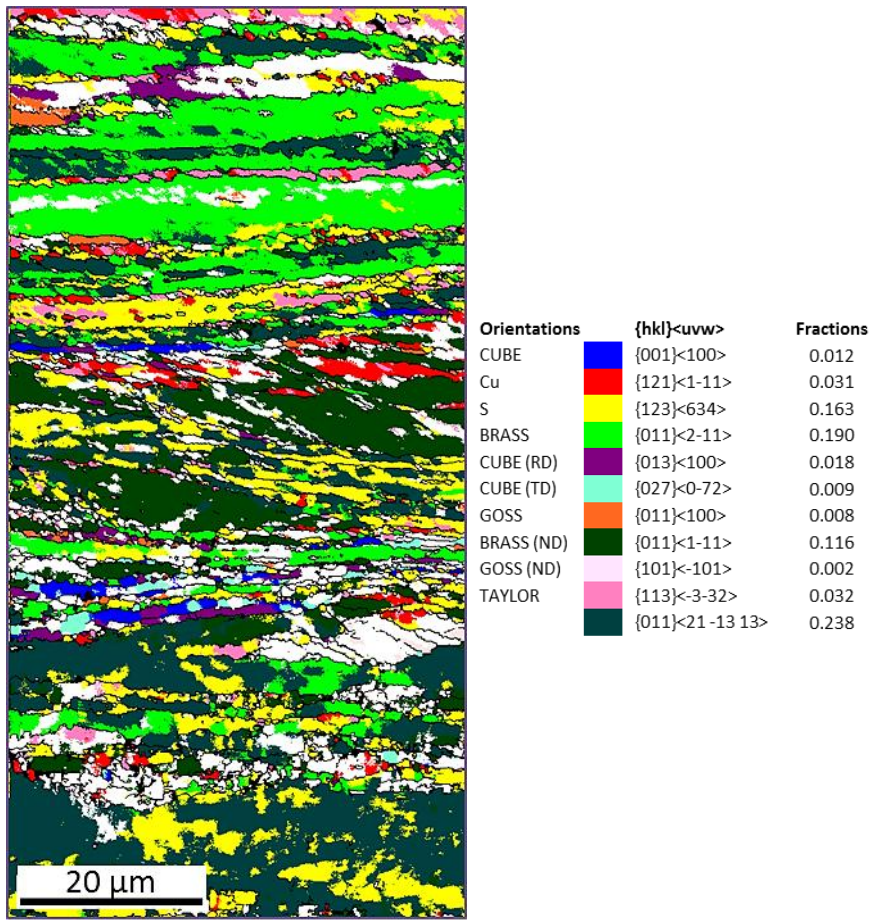 Orientations {hkl}<uvw> Fractions
CUBE {001}<100> 0.012
Cu {121}<1-11> 0.031
S {123}<634> 0.163
BRASS {011}<2-11> 0.190
CUBE (RD) {013}<100> 0.018
CUBE (TD) {027}<0-72> 0.009
GOSS {011}<100> 0.008
BRASS (ND) {011}<1-11> 0.116
GOSS (ND) {101}<-101> 0.002
TAYLOR {113}<-3-32> 0.032
{011}<21 -13 13> 0.238
20 μm